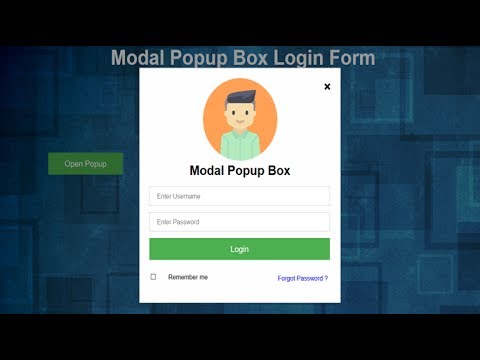 Modal Popup Box Login Form
Open Popup
Modal Popup Box
Enter Username
Enter Password
Login
Remember me
Forgot Password ?